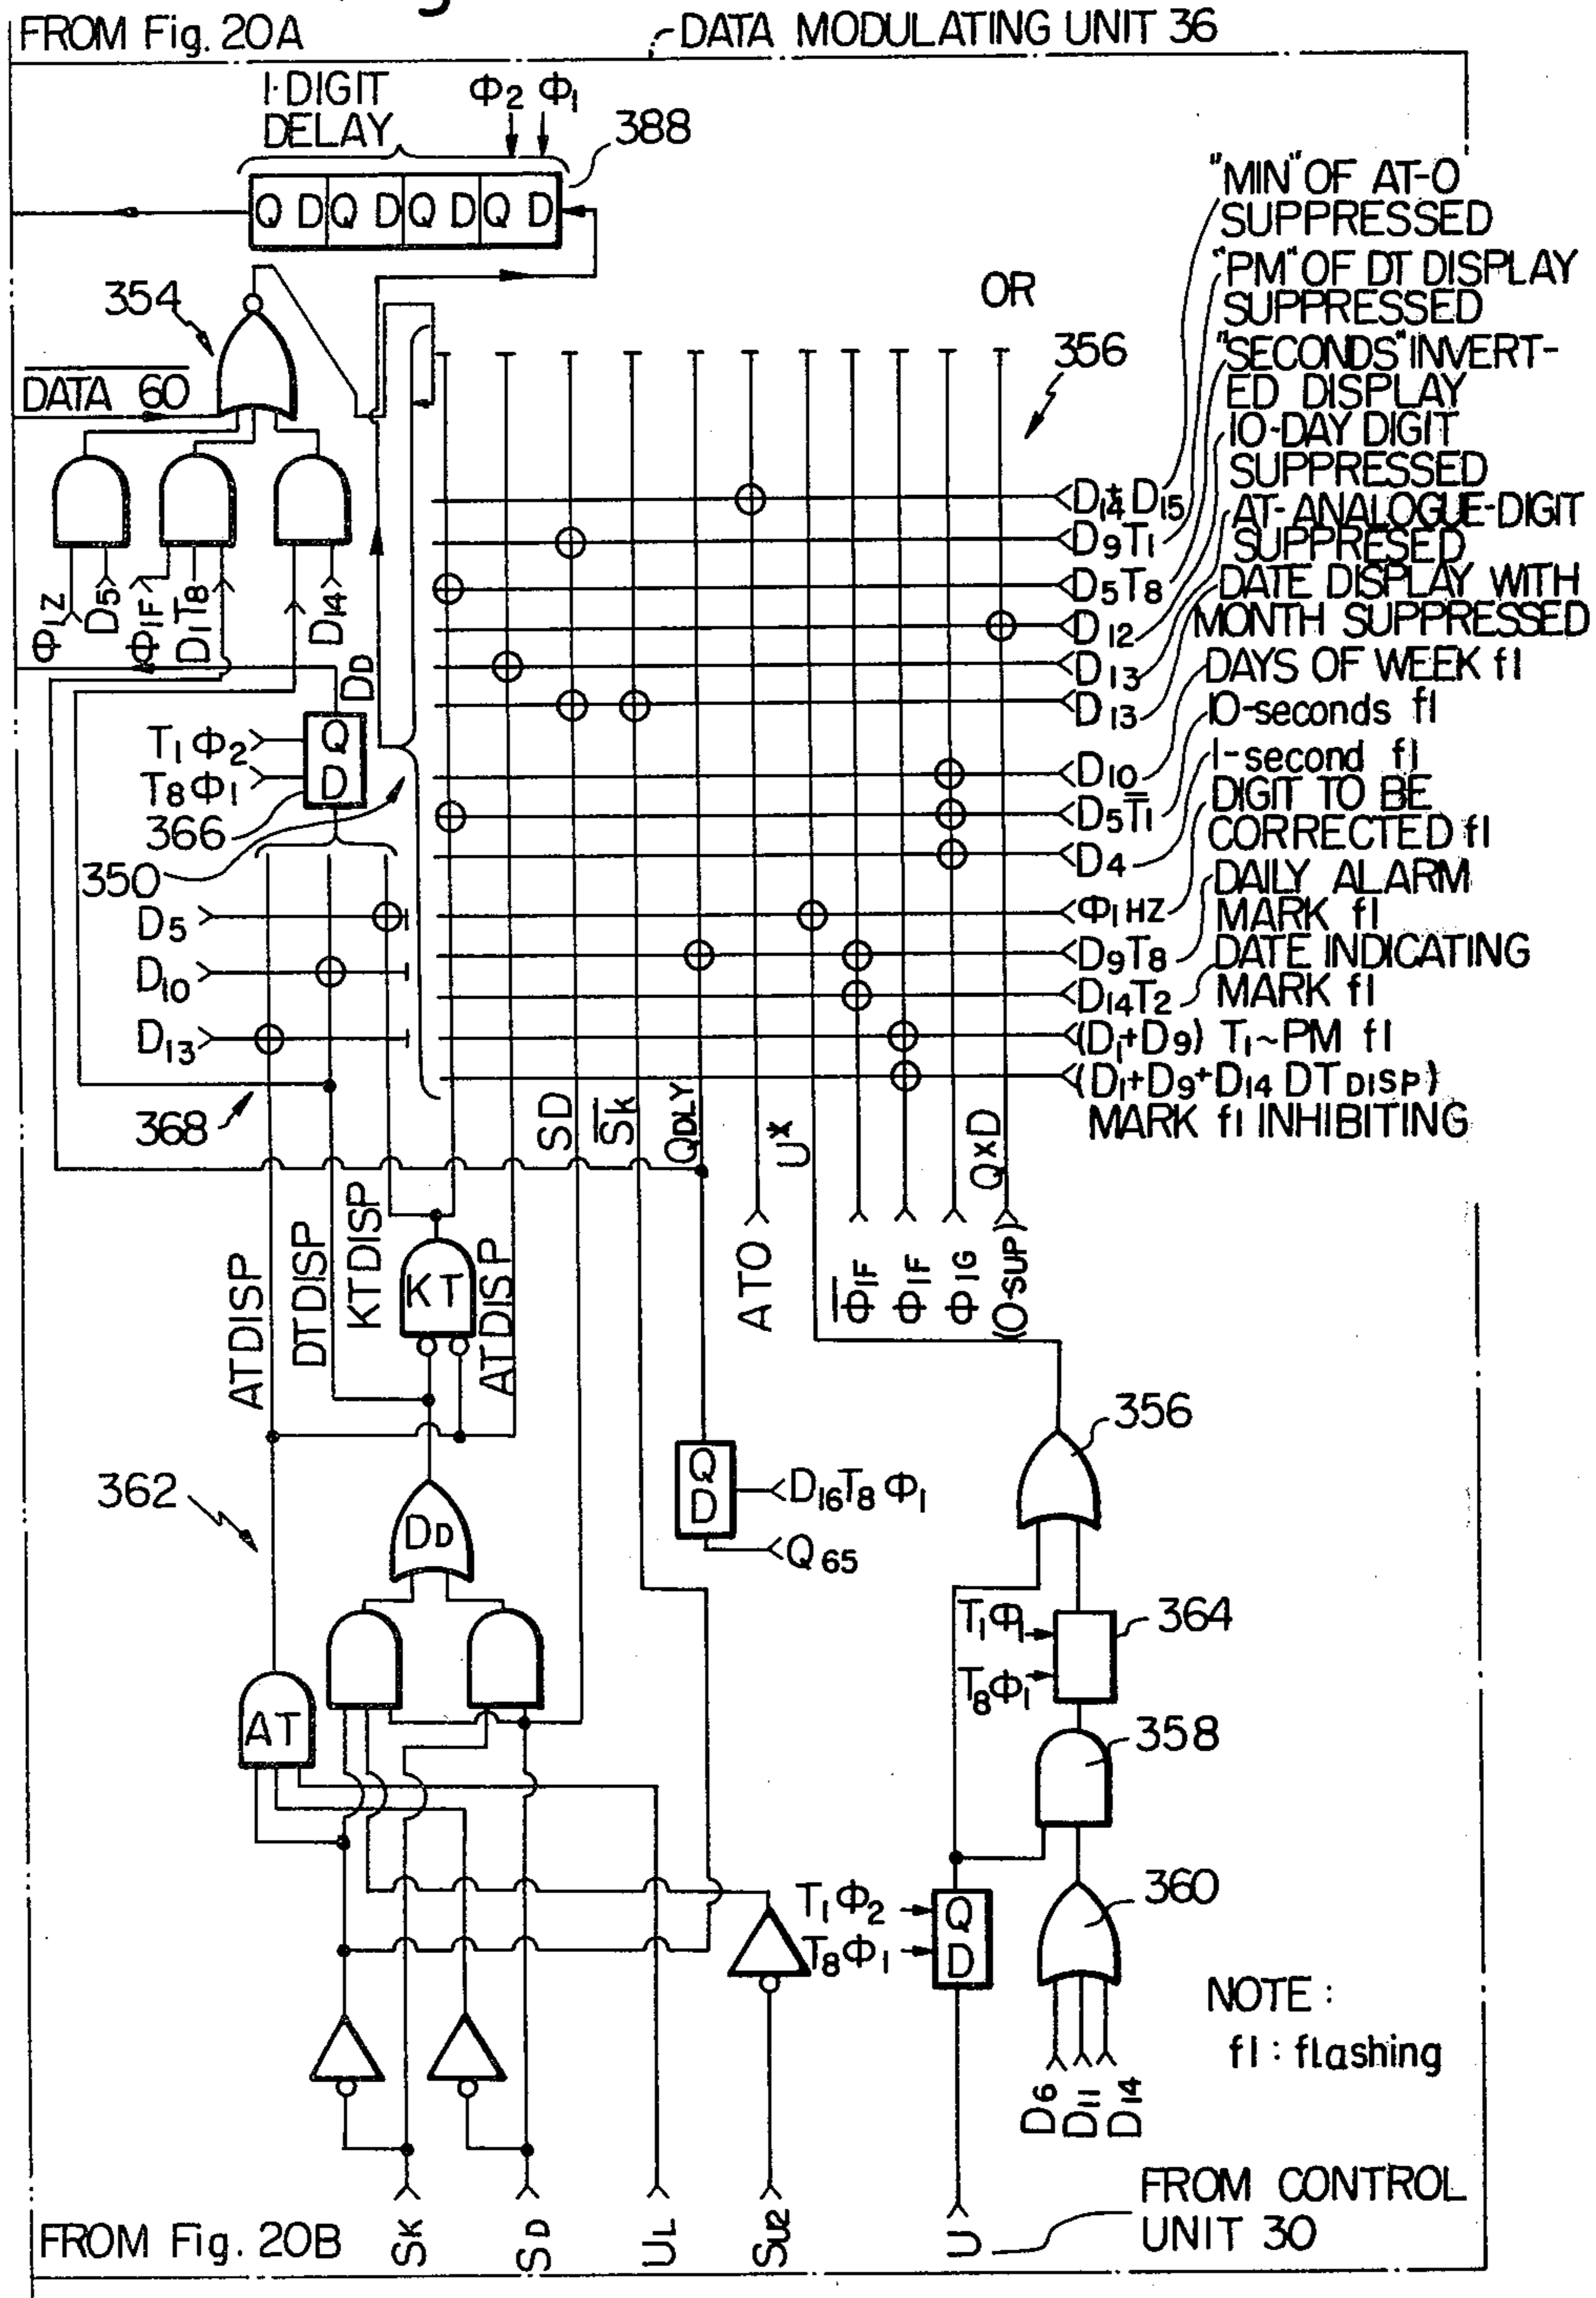 FROM Fig. 20A
DATA MODULATING UNIT 36
1·DIGIT
DELAY
Φ2 Φ1
388
Q D Q D Q D Q D
"MIN" OF AT-O
SUPPRESSED
"PM" OF DT DISPLAY
SUPPRESSED
"SECONDS" INVERT-
ED DISPLAY
10-DAY DIGIT
SUPPRESSED
AT-ANALOGUE-DIGIT
SUPPRESED
DATE DISPLAY WITH
MONTH SUPPRESSED
DAYS OF WEEK fl
10-seconds fl
1-second fl
DIGIT TO BE
CORRECTED fl
DAILY ALARM
MARK fl
DATE INDICATING
MARK fl
OR
356
354
DATA 60
Φ1Z
D5
Φ1F
D1T8
D14
D14+D15
D9T1
D5T8
D12
D13
D13
D10
D5T̅1
D4
Φ1HZ
D9T8
D14T2
(D1+D9) T1~PM fl
(D1+D9+D14 DT DISP)
MARK fl INHIBITING
DD
T1Φ2
T8Φ1
Q
D
366
350
D5
D10
D13
368
SD
S̅k̅
QDLY
U*
QXD
ATDISP
DTDISP
KTDISP
KT
ATDISP
ATO
Φ̅1F
Φ1F
Φ1G
(O-SUP)
362
DD
Q
D
D16T8Φ1
Q65
356
T1Φ1
T8Φ1
364
358
AT
T1Φ2
T8Φ1
Q
D
360
NOTE :
fl : flashing
D6
D11
D14
FROM CONTROL
UNIT 30
FROM Fig. 20B
SK
SD
UL
SU2
U